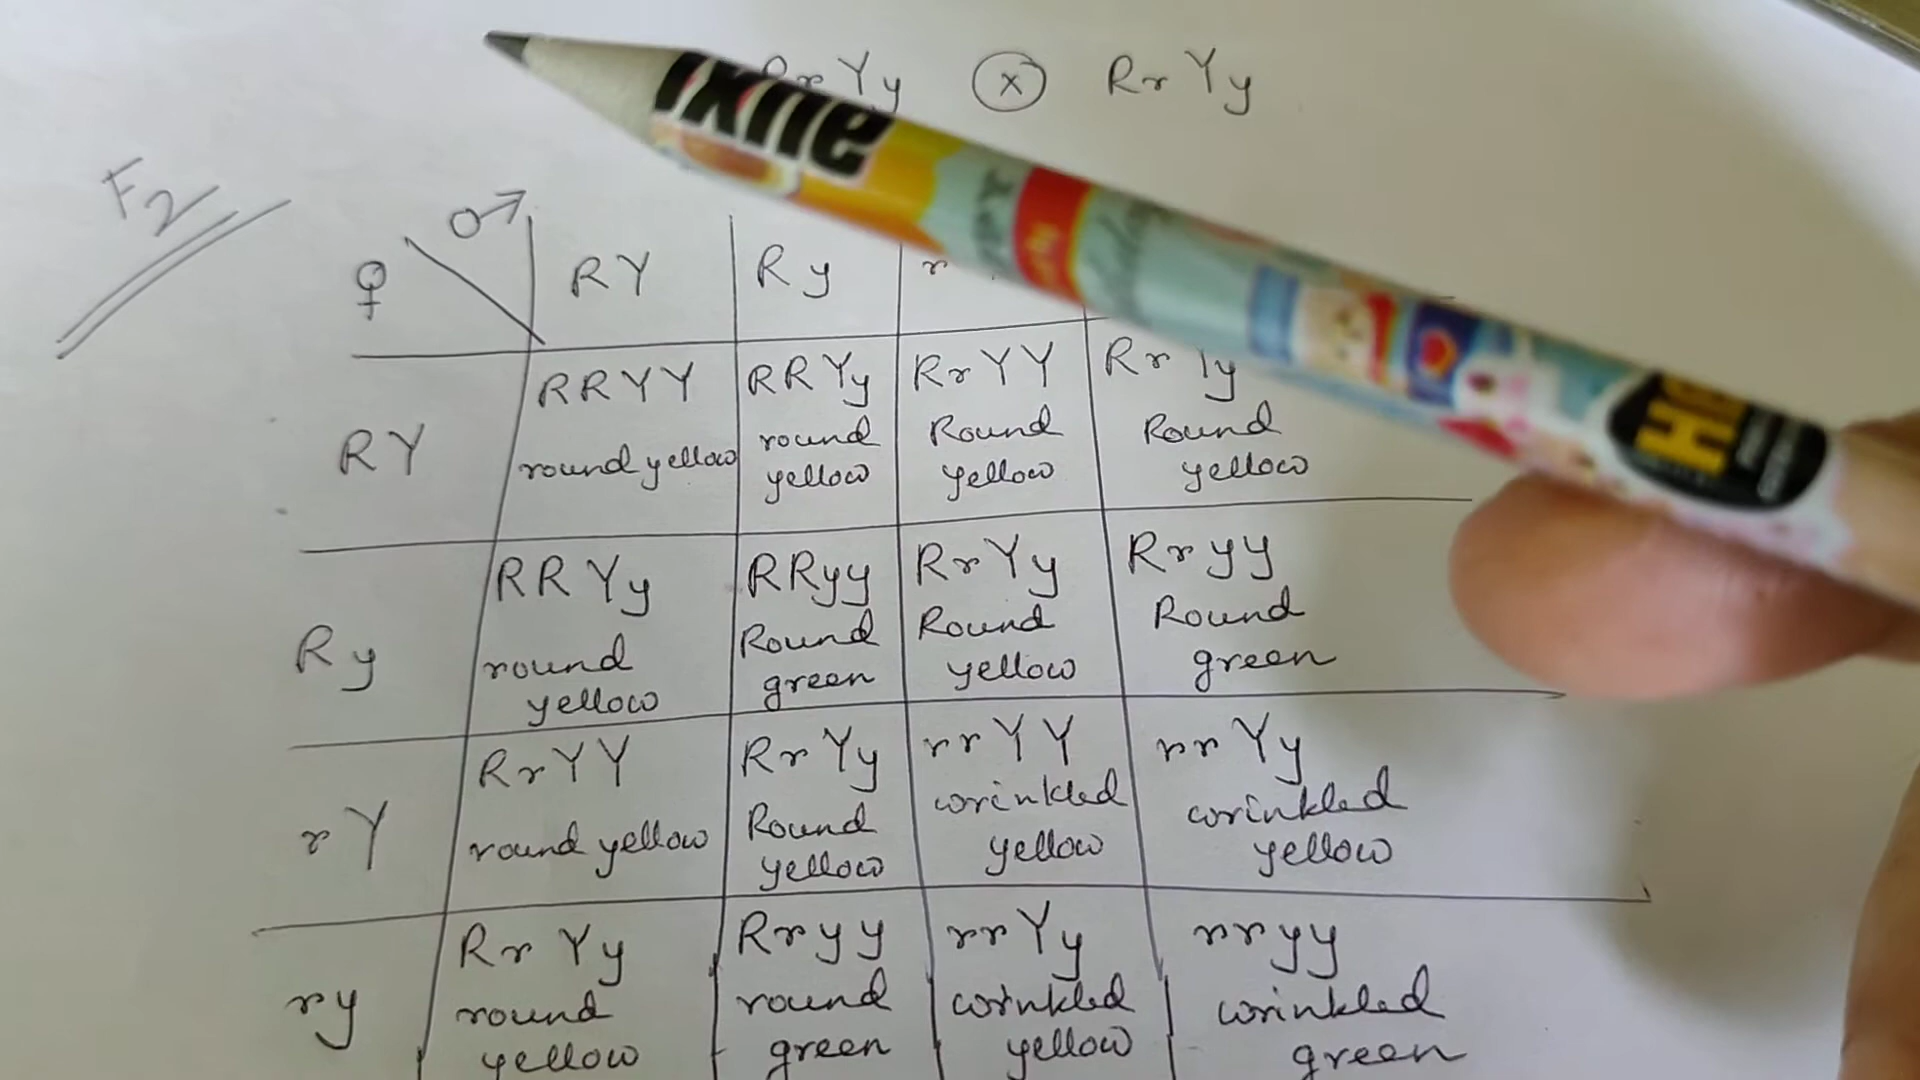 RrYy x RrYy
F2
♀ ♂ RY Ry r
RY RRYY RRYy RrYY RrYy
round yellow round yellow Round yellow Round yellow
Ry RRYy RRyy RrYy Rryy
round yellow Round green Round yellow Round green
rY RrYY RrYy rrYY rrYy
round yellow Round yellow wrinkled yellow wrinkled yellow
ry RrYy Rryy rrYy rryy
round yellow round green wrinkled yellow wrinkled green